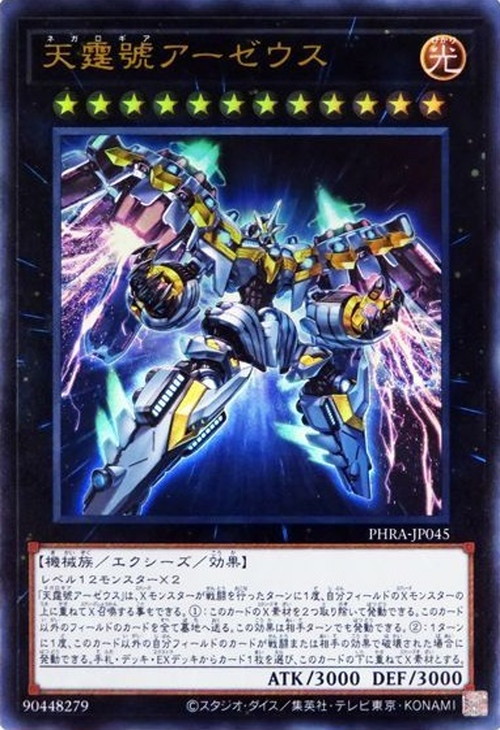 ネガロギア
天霆號アーゼウス
光
PHRA-JP045
【機械族/エクシーズ/効果】
レベル12モンスター×2
「天霆號アーゼウス」は、Xモンスターが戦闘を行ったターンに1度、自分フィールドのXモンスターの
上に重ねてX召喚する事もできる。①:このカードのX素材を2つ取り除いて発動できる。このカード
以外のフィールドのカードを全て墓地へ送る。この効果は相手ターンでも発動できる。②:1ターン
に1度、このカード以外の自分フィールドのカードが戦闘または相手の効果で破壊された場合に
発動できる。手札・デッキ・EXデッキからカード1枚を選び、このカードの下に重ねてX素材とする。
ATK/3000 DEF/3000
90448279
©スタジオ・ダイス/集英社・テレビ東京・KONAMI